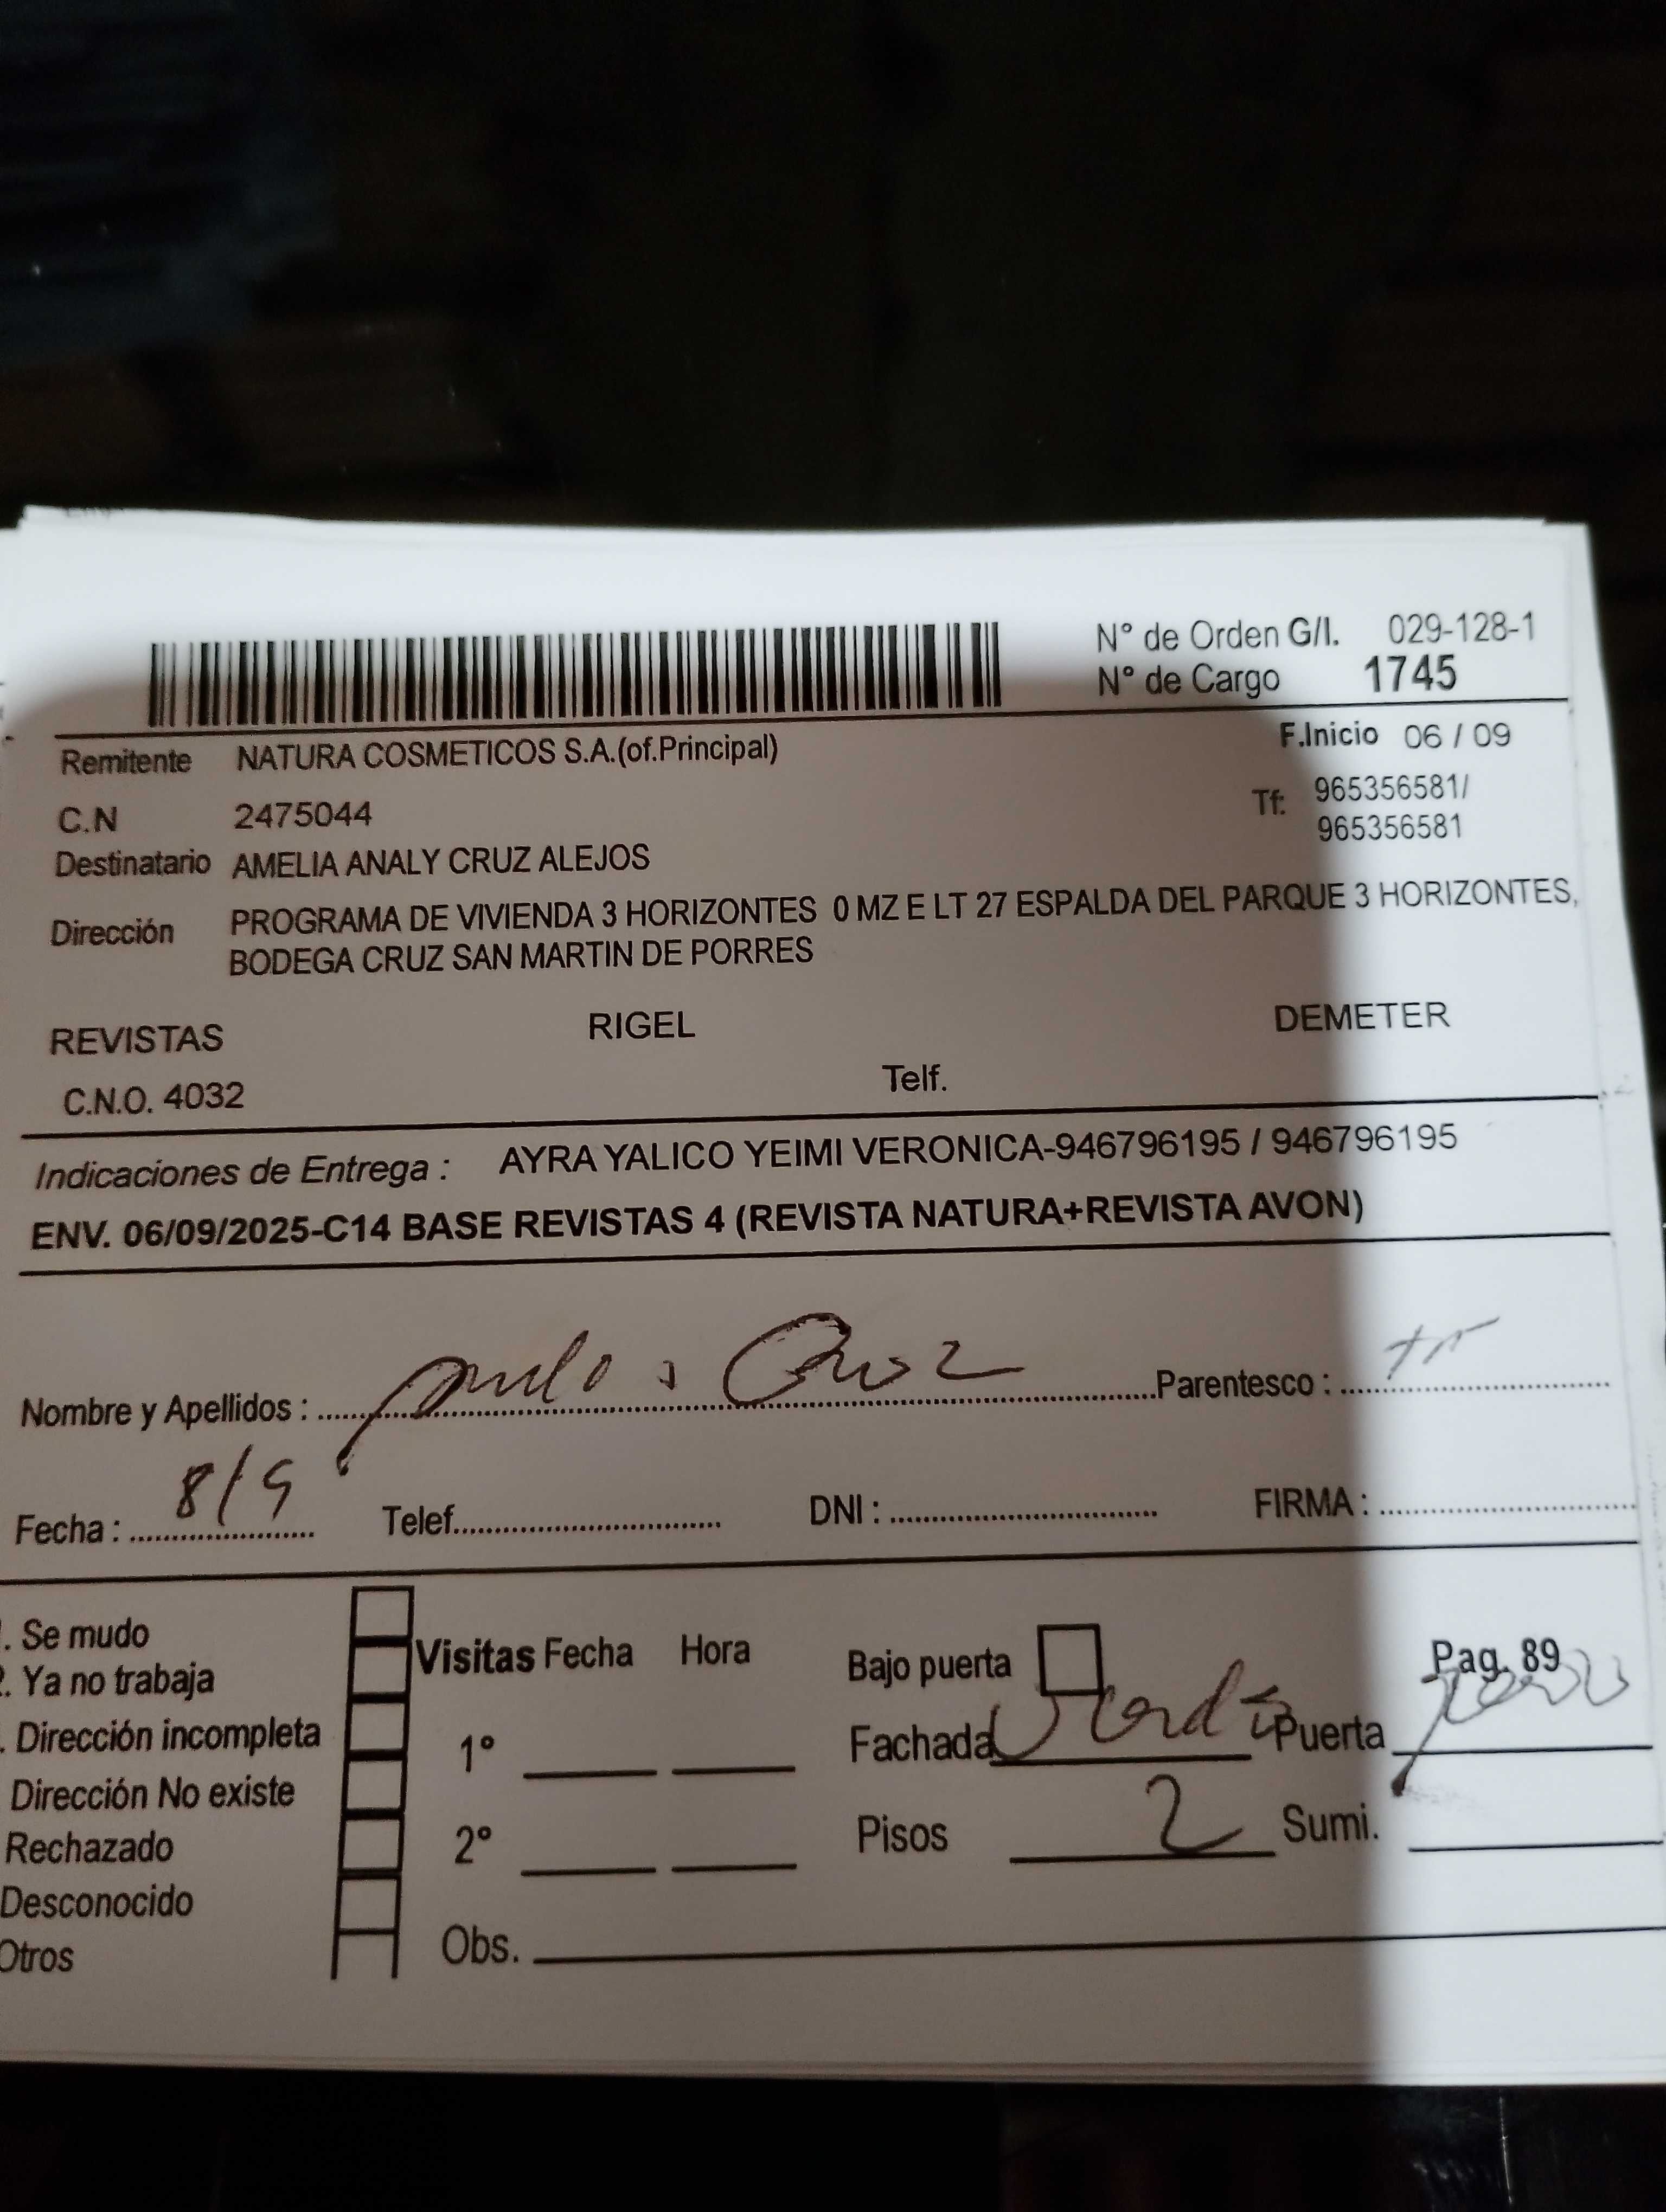 N° de Orden G/I. 029-128-1
N° de Cargo 1745
Remitente NATURA COSMETICOS S.A.(of.Principal)
F.Inicio 06 / 09
C.N 2475044
Tf: 965356581/
965356581
Destinatario AMELIA ANALY CRUZ ALEJOS
Dirección PROGRAMA DE VIVIENDA 3 HORIZONTES 0 MZ E LT 27 ESPALDA DEL PARQUE 3 HORIZONTES,
BODEGA CRUZ SAN MARTIN DE PORRES
REVISTAS RIGEL DEMETER
C.N.O. 4032 Telf.
Indicaciones de Entrega : AYRA YALICO YEIMI VERONICA-946796195 / 946796195
ENV. 06/09/2025-C14 BASE REVISTAS 4 (REVISTA NATURA+REVISTA AVON)
Nombre y Apellidos : Cruz Parentesco :
Fecha : 8/9 Telef. DNI : FIRMA :
. Se mudo
. Ya no trabaja
. Dirección incompleta
Dirección No existe
Rechazado
Desconocido
Otros
Visitas Fecha Hora
1°
2°
Obs.
Bajo puerta Pag. 89
Fachada Puerta
Pisos 2 Sumi.